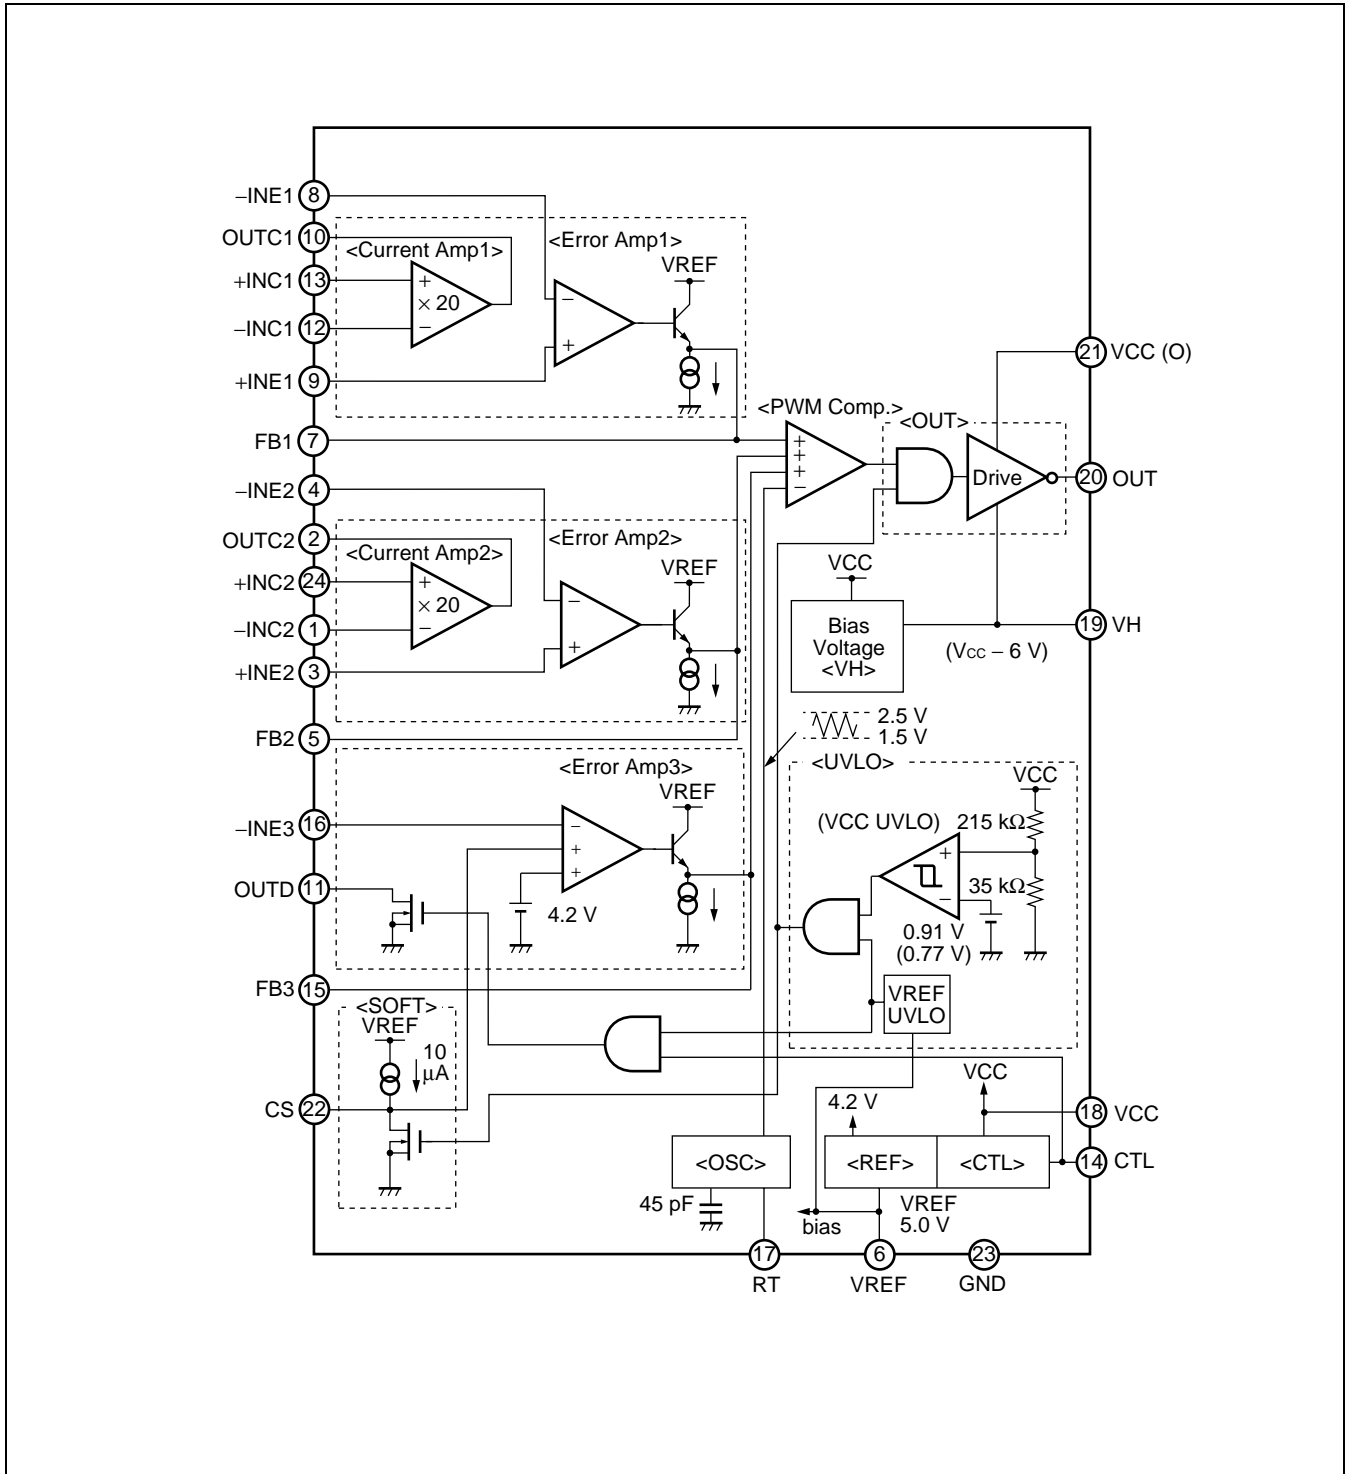 −INE1 8
OUTC1 10
<Current Amp1>
<Error Amp1>
VREF
+INC1 13
+
× 20
−
−
−INC1 12
+
+INE1 9
21 VCC (O)
<PWM Comp.>
<OUT>
FB1 7
+
+
+
−
Drive
20 OUT
−INE2 4
OUTC2 2
<Current Amp2>
<Error Amp2>
VREF
+INC2 24
+
× 20
−
−
−INC2 1
+
+INE2 3
VCC
Bias
Voltage
<VH>
19 VH
(VCC − 6 V)
FB2 5
2.5 V
1.5 V
<UVLO>
<Error Amp3>
VREF
VCC
−INE3 16
−
+
+
(VCC UVLO)
215 kΩ
+
−
35 kΩ
OUTD 11
4.2 V
0.91 V
(0.77 V)
FB3 15
VREF
UVLO
<SOFT>
VREF
10
μA
CS 22
VCC
4.2 V
18 VCC
<OSC>
<REF>
<CTL>
14 CTL
45 pF
VREF
5.0 V
bias
17
6
23
RT
VREF
GND